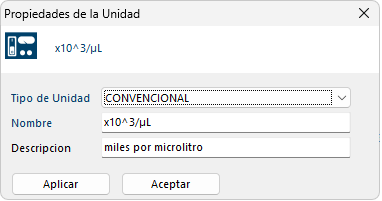 Propiedades de la Unidad
x10^3/µL
Tipo de Unidad CONVENCIONAL
Nombre x10^3/µL
Descripcion miles por microlitro
Aplicar Aceptar